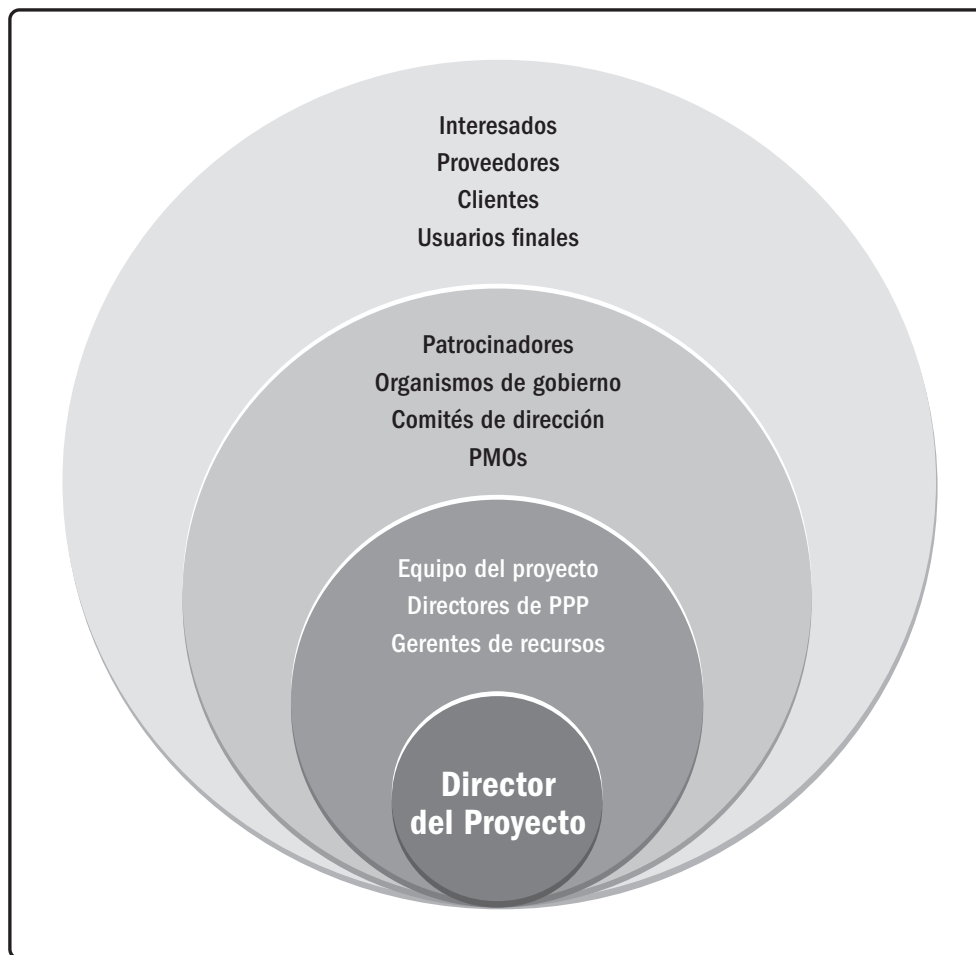 Interesados
Proveedores
Clientes
Usuarios finales
Patrocinadores
Organismos de gobierno
Comités de dirección
PMOs
Equipo del proyecto
Directores de PPP
Gerentes de recursos
Director
del Proyecto